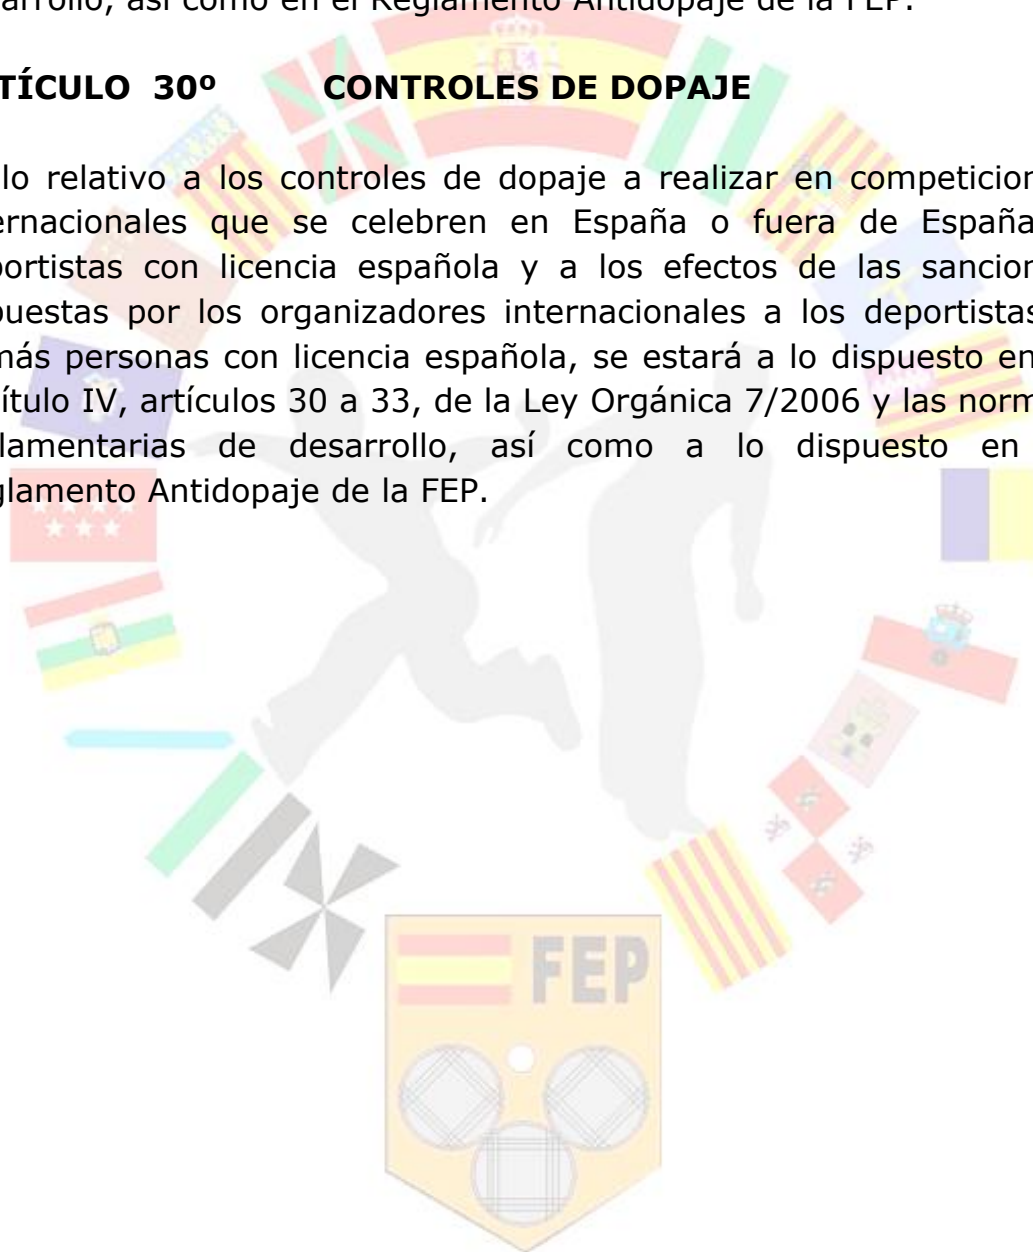 arrollo, así como en el Reglamento Antidopaje de la FEP.
TÍCULO 30º CONTROLES DE DOPAJE
lo relativo a los controles de dopaje a realizar en competicion
ernacionales que se celebren en España o fuera de España
portistas con licencia española y a los efectos de las sancion
puestas por los organizadores internacionales a los deportistas
más personas con licencia española, se estará a lo dispuesto en
ítulo IV, artículos 30 a 33, de la Ley Orgánica 7/2006 y las norm
lamentarias de desarrollo, así como a lo dispuesto en
glamento Antidopaje de la FEP.
FEP